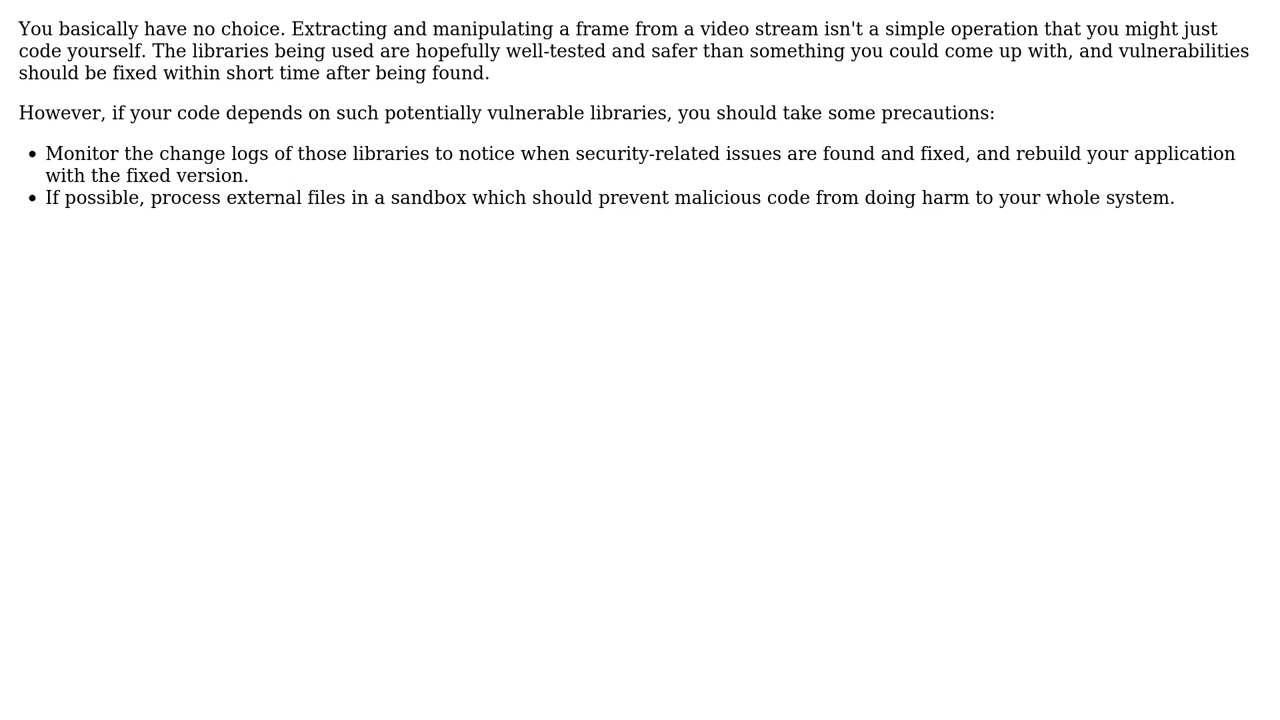 You basically have no choice. Extracting and manipulating a frame from a video stream isn't a simple operation that you might just
code yourself. The libraries being used are hopefully well-tested and safer than something you could come up with, and vulnerabilities
should be fixed within short time after being found.
However, if your code depends on such potentially vulnerable libraries, you should take some precautions:
• Monitor the change logs of those libraries to notice when security-related issues are found and fixed, and rebuild your application
with the fixed version.
• If possible, process external files in a sandbox which should prevent malicious code from doing harm to your whole system.